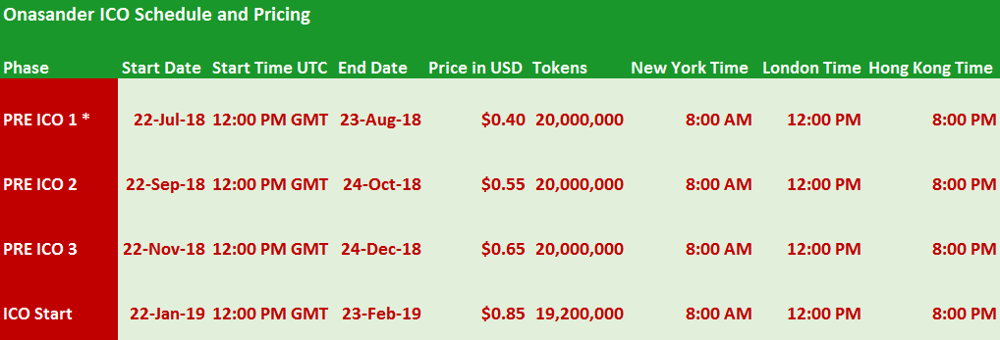 Onasander ICO Schedule and Pricing
Phase Start Date Start Time UTC End Date Price in USD Tokens New York Time London Time Hong Kong Time
PRE ICO 1 * 22-Jul-18 12:00 PM GMT 23-Aug-18 $0.40 20,000,000 8:00 AM 12:00 PM 8:00 PM
PRE ICO 2 22-Sep-18 12:00 PM GMT 24-Oct-18 $0.55 20,000,000 8:00 AM 12:00 PM 8:00 PM
PRE ICO 3 22-Nov-18 12:00 PM GMT 24-Dec-18 $0.65 20,000,000 8:00 AM 12:00 PM 8:00 PM
ICO Start 22-Jan-19 12:00 PM GMT 23-Feb-19 $0.85 19,200,000 8:00 AM 12:00 PM 8:00 PM